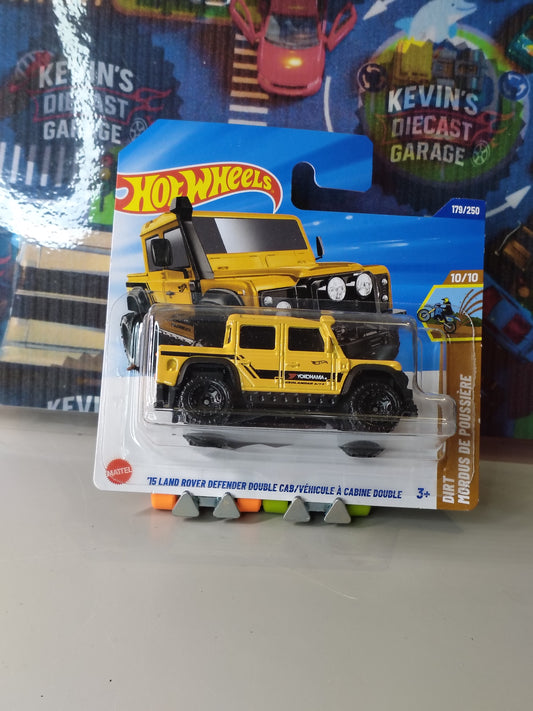 KEVIN'S
DIECAST
GARAGE
KEVIN'S
DIECAST
GARAGE
HOT WHEELS
179/250
10/10
YOKOHAMA
MATTEL
'15 LAND ROVER DEFENDER DOUBLE CAB/VÉHICULE À CABINE DOUBLE
3+
DIRT
MORDUS DE POUSSIÈRE